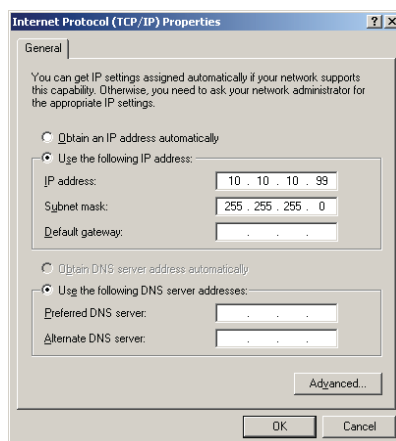 Internet Protocol (TCP/IP) Properties
General
You can get IP settings assigned automatically if your network supports
this capability. Otherwise, you need to ask your network administrator for
the appropriate IP settings.
Obtain an IP address automatically
Use the following IP address:
IP address: 10 . 10 . 10 . 99
Subnet mask: 255 . 255 . 255 . 0
Default gateway: . . .
Obtain DNS server address automatically
Use the following DNS server addresses:
Preferred DNS server: . . .
Alternate DNS server: . . .
Advanced...
OK Cancel